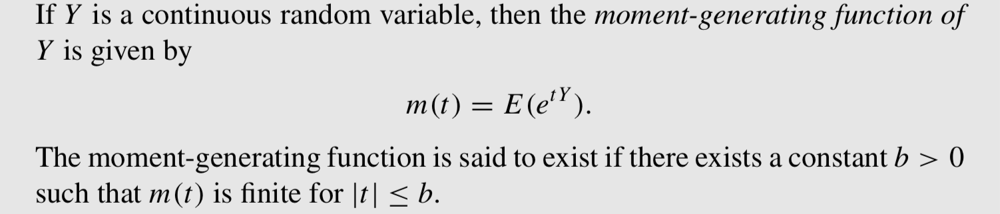 If Y is a continuous random variable, then the moment-generating function of
Y is given by
m(t) = E(e^{tY}).
The moment-generating function is said to exist if there exists a constant b > 0
such that m(t) is finite for |t| ≤ b.